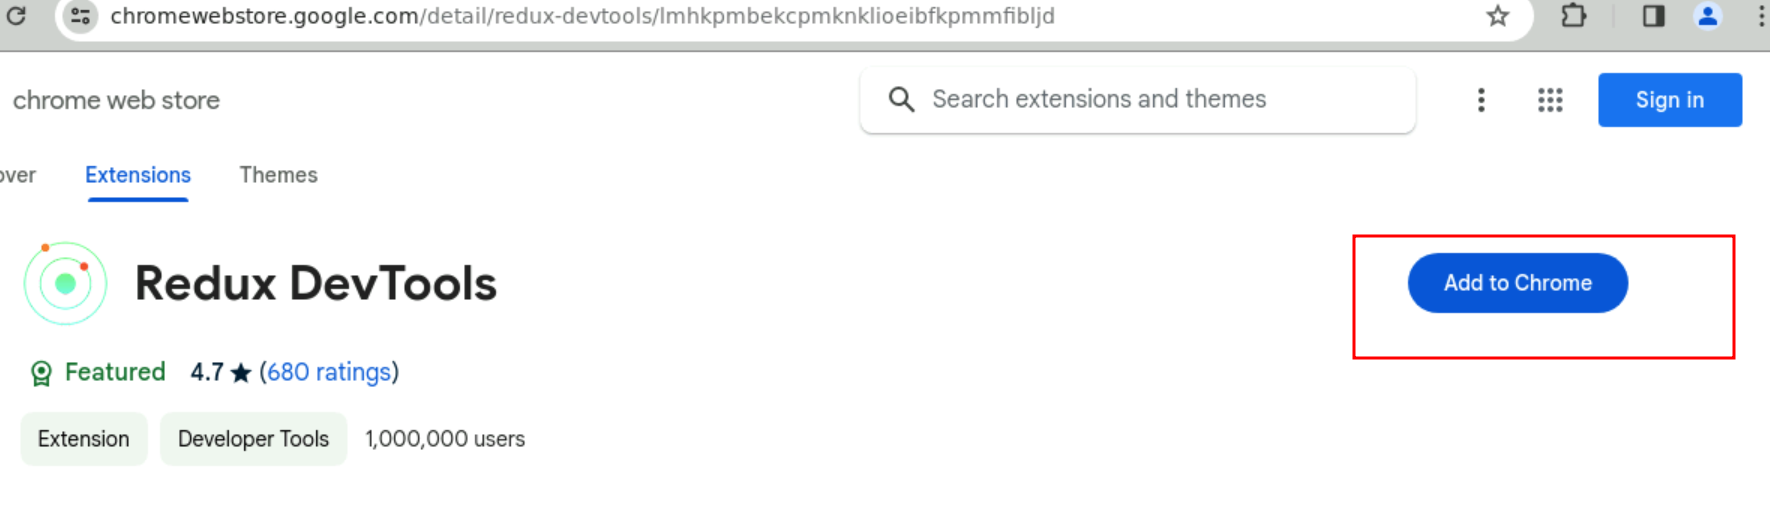 chromewebstore.google.com/detail/redux-devtools/lmhkpmbekcpmknklioeibfkpmmfibljd
chrome web store
Search extensions and themes
Sign in
over Extensions Themes
Redux DevTools
Add to Chrome
Featured 4.7 ★ (680 ratings)
Extension Developer Tools 1,000,000 users